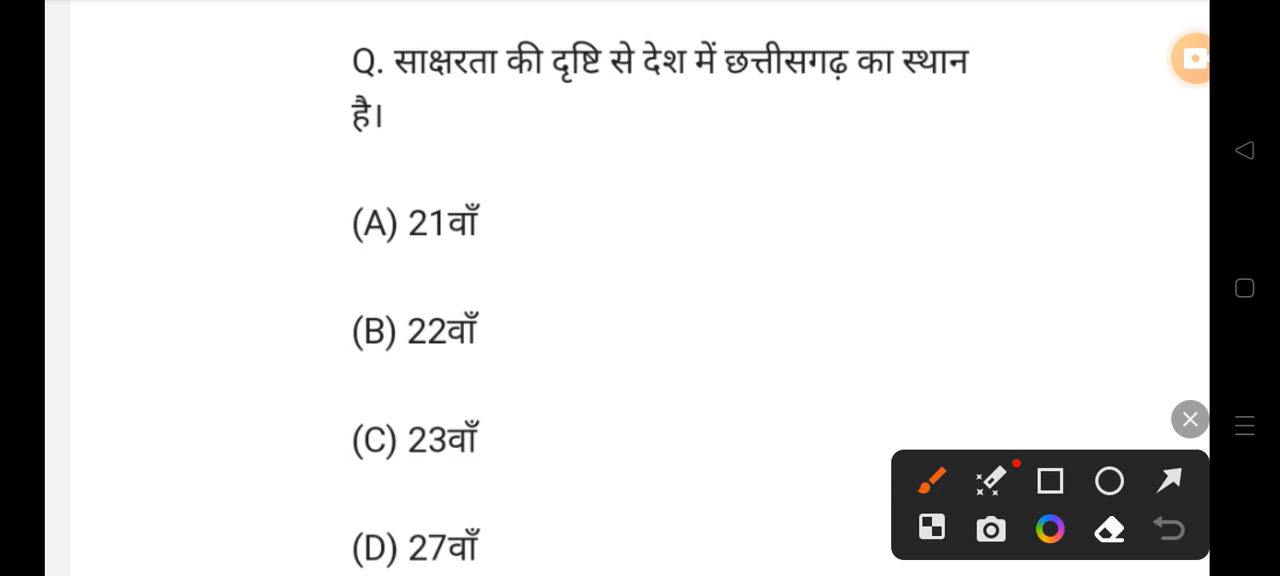 Q. साक्षरता की दृष्टि से देश में छत्तीसगढ़ का स्थान
है।
(A) 21वाँ
(B) 22वाँ
(C) 23वाँ
(D) 27वाँ